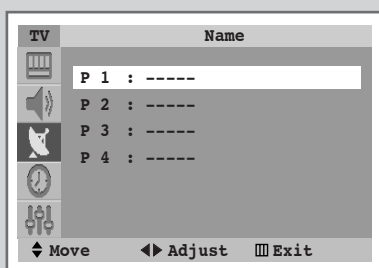 TV Name
P 1 : -----
P 2 : -----
P 3 : -----
P 4 : -----
Move Adjust Exit